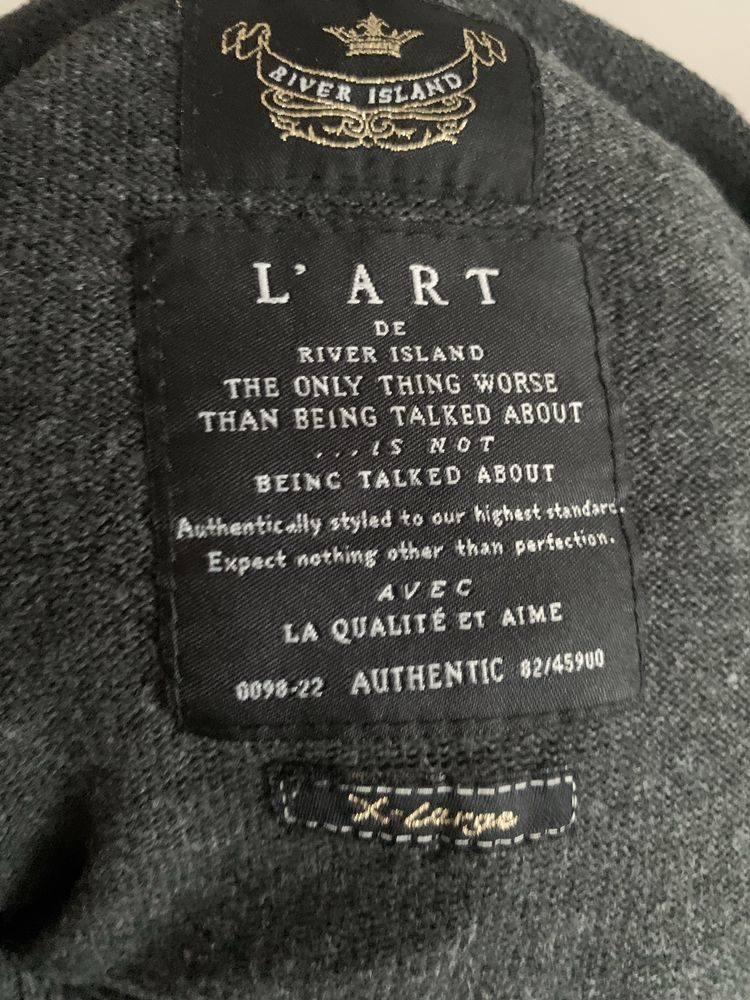 RIVER ISLAND
L' ART
DE
RIVER ISLAND
THE ONLY THING WORSE
THAN BEING TALKED ABOUT
...IS NOT
BEING TALKED ABOUT
Authentically styled to our highest standard.
Expect nothing other than perfection.
AVEC
LA QUALITÉ ET AIME
0098-22 AUTHENTIC 82/459U0
X-Large